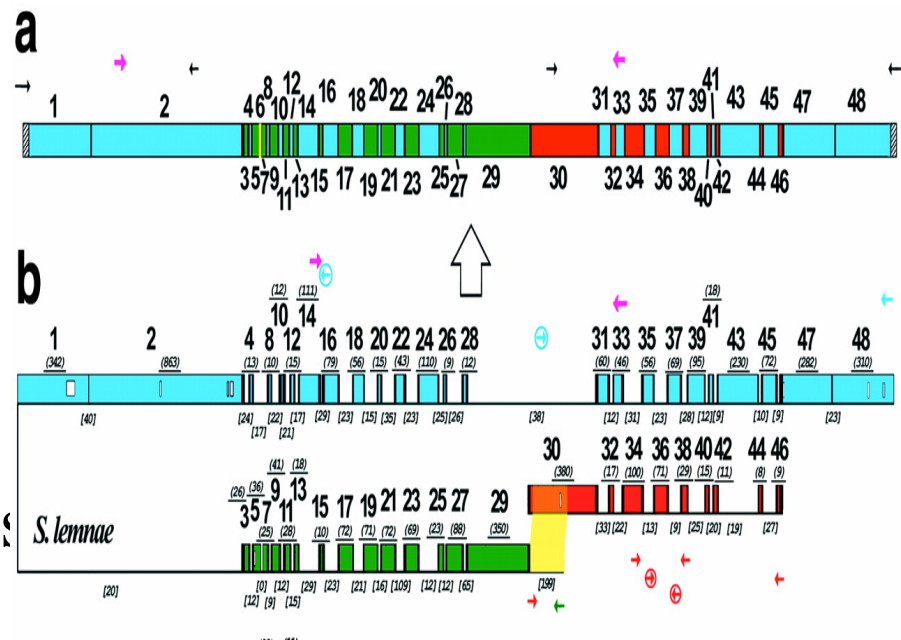 a
1 2 4 6 8 10 12 14 16 18 20 22 24 26 28 31 33 35 37 39 41 43 45 47 48
3 5 7 9 11 13 15 17 19 21 23 25 27 29 30 32 34 36 38 40 42 44 46
b
(12) (111) (18)
1 2 4 8 10 12 14 16 18 20 22 24 26 28 31 33 35 37 39 41 43 45 47 48
(342) (863) (13) (10) (15) (79) (56) (15) (43) (110) (9) (12) (60) (46) (56) (69) (95) (230) (72) (282) (310)
[40] [24] [17] [22] [21] [17] [29] [23] [15] [35] [23] [25] [26] [38] [12] [31] [23] [28] [12] [9] [10] [9] [23]
30 32 34 36 38 40 42 44 46
(380) (17) (100) (71) (29) (15) (11) (8) (9)
[33] [22] [13] [9] [25] [20] [19] [27]
(26) (36) (41) (18)
3 5 7 9 11 13 15 17 19 21 23 25 27 29
(25) (28) (10) (72) (71) (72) (69) (23) (88) (350)
S. lemnae
[20] [12] [0] [9] [12] [15] [29] [23] [21] [16] [109] [12] [12] [65] [199]